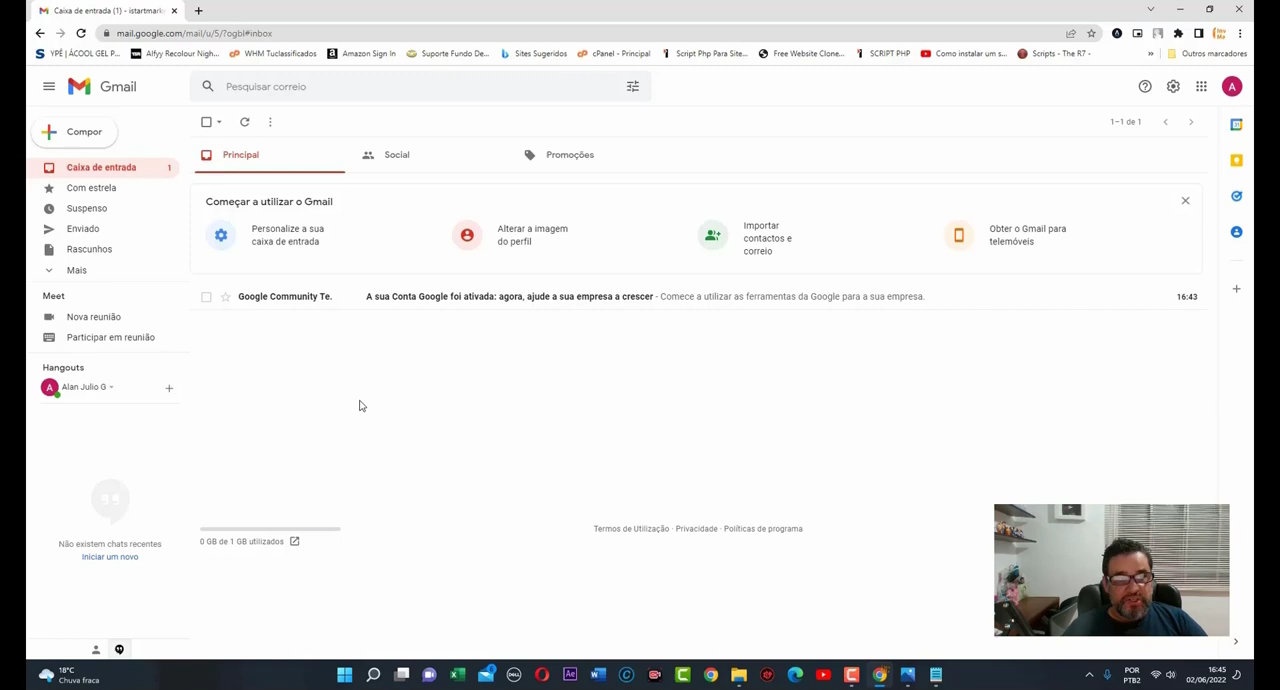 Caixa de entrada (1) - istartmark
mail.google.com/mail/u/5/?ogbl#inbox
YPÊ | ÁCOOL GEL P...
Alfyy Recolour Nigh...
WHM Tuclassificados
Amazon Sign In
Suporte Fundo De...
Sites Sugeridos
cPanel - Principal
Script Php Para Site...
Free Website Clone...
SCRIPT PHP
Como instalar um s...
Scripts - The R7 -
»
Outros marcadores
Gmail
Pesquisar correio
A
Compor
1–1 de 1
Principal
Social
Promoções
Caixa de entrada 1
Com estrela
Suspenso
Enviado
Rascunhos
Mais
Começar a utilizar o Gmail
Personalize a sua
caixa de entrada
Alterar a imagem
do perfil
Importar
contactos e
correio
Obter o Gmail para
telemóveis
Google Community Te. A sua Conta Google foi ativada: agora, ajude a sua empresa a crescer - Comece a utilizar as ferramentas da Google para a sua empresa. 16:43
Meet
Nova reunião
Participar em reunião
Hangouts
A Alan Julio G
Não existem chats recentes
Iniciar um novo
0 GB de 1 GB utilizados
Termos de Utilização · Privacidade · Políticas de programa
18°C
Chuva fraca
POR
PTB2
16:45
02/06/2022